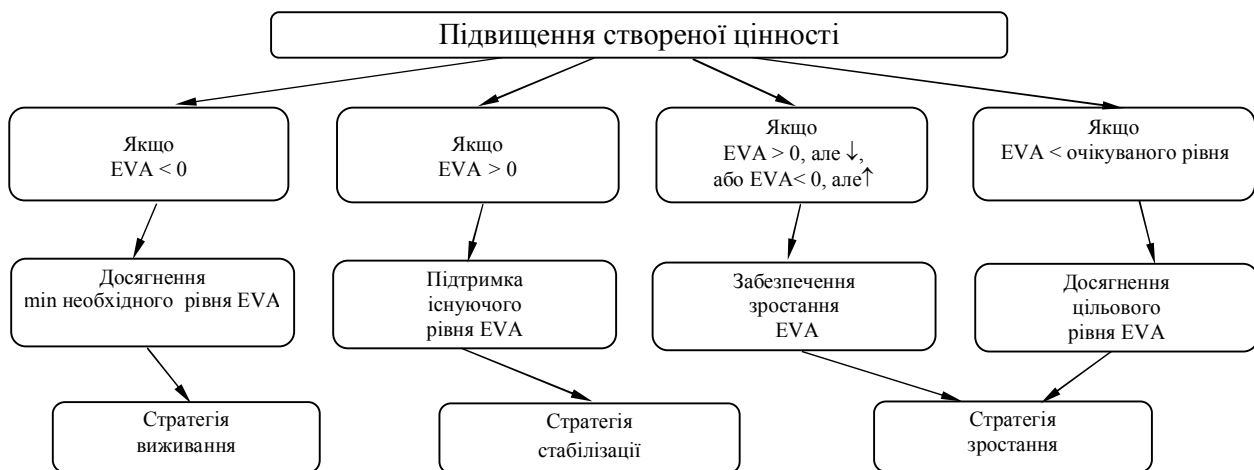 Підвищення створеної цінності
Якщо
EVA < 0
Якщо
EVA > 0
Якщо
EVA > 0, але ↓,
або EVA< 0, але↑
Якщо
EVA < очікуваного рівня
Досягнення
min необхідного рівня EVA
Підтримка
існуючого
рівня EVA
Забезпечення
зростання
EVA
Досягнення
цільового
рівня EVA
Стратегія
виживання
Стратегія
стабілізації
Стратегія
зростання